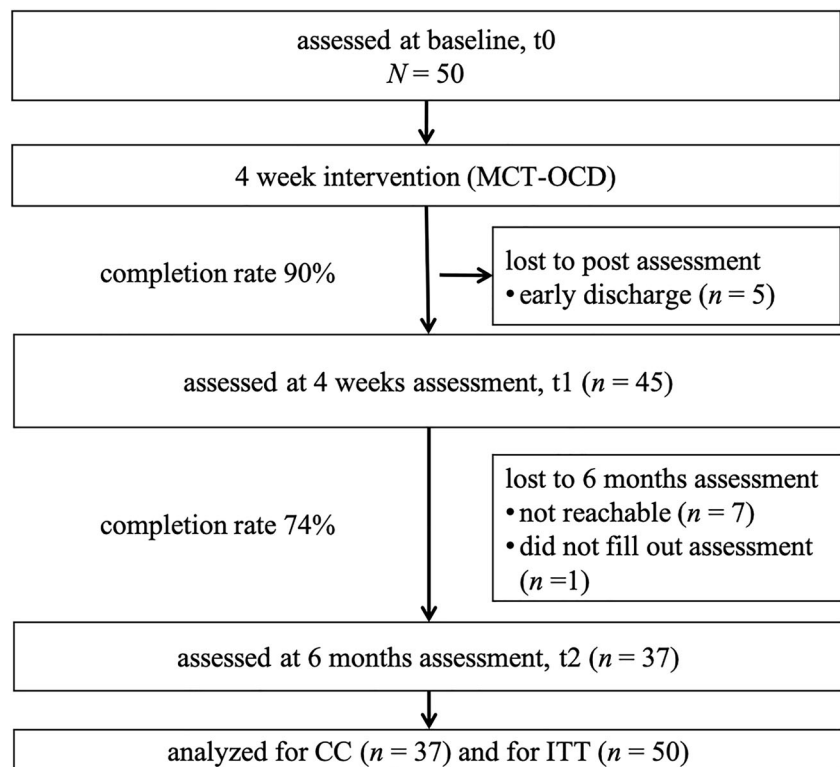 assessed at baseline, t0
N = 50
4 week intervention (MCT-OCD)
completion rate 90%
lost to post assessment
•early discharge (n = 5)
assessed at 4 weeks assessment, t1 (n = 45)
completion rate 74%
lost to 6 months assessment
•not reachable (n = 7)
•did not fill out assessment
(n =1)
assessed at 6 months assessment, t2 (n = 37)
analyzed for CC (n = 37) and for ITT (n = 50)